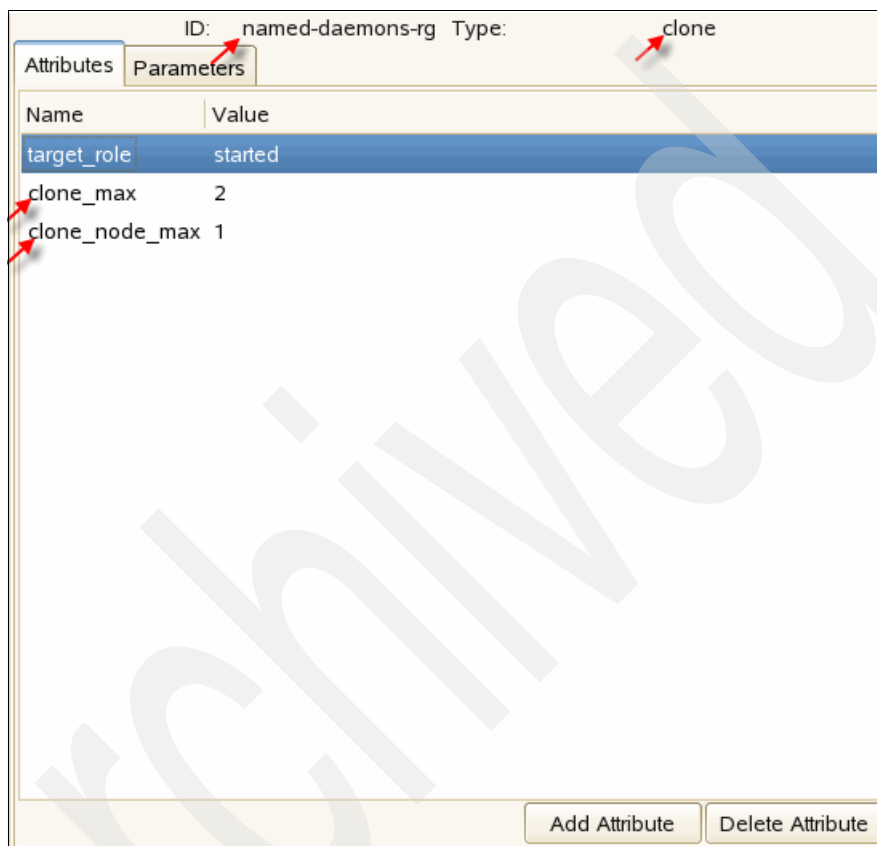 ID: named-daemons-rg Type: clone
Attributes Parameters
Name Value
target_role started
clone_max 2
clone_node_max 1
Add Attribute Delete Attribute
rchived